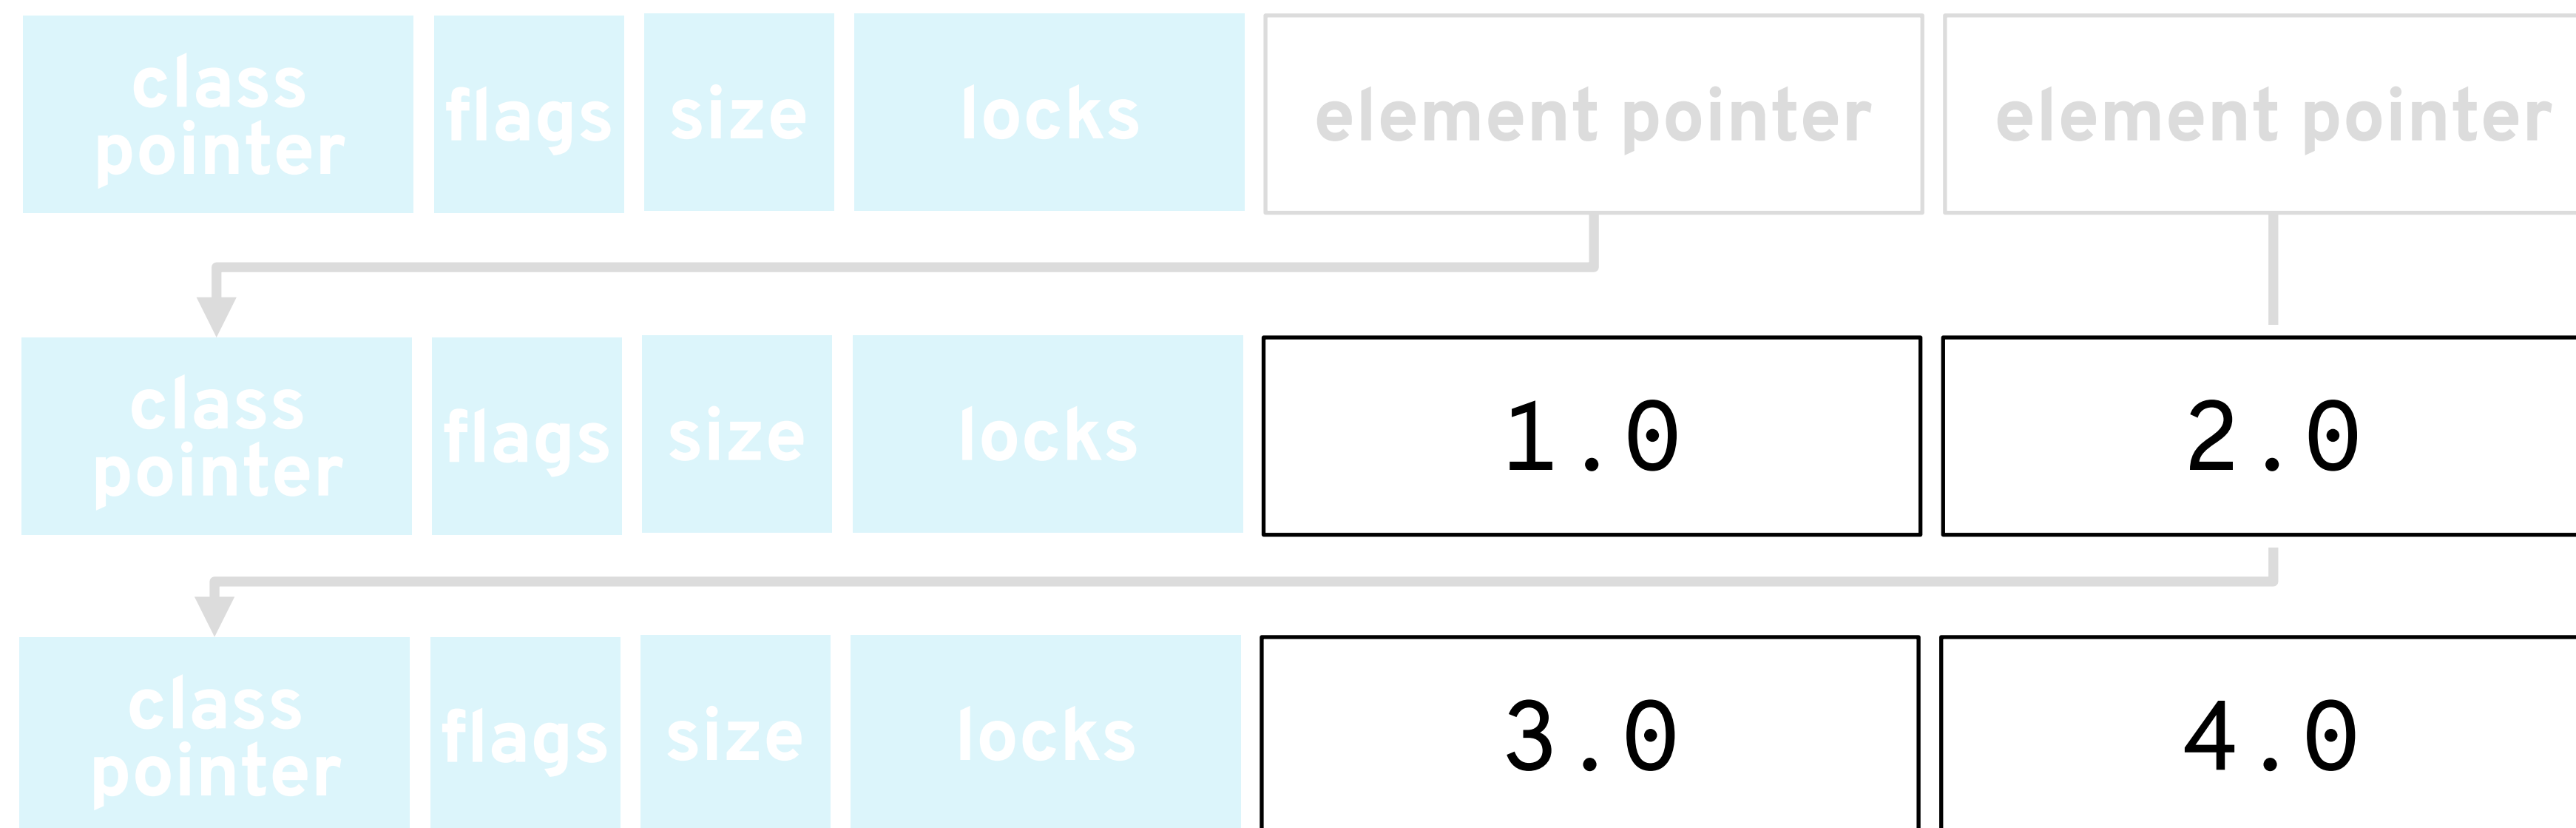 class
pointer
flags
size
locks
element pointer
element pointer
class
pointer
flags
size
locks
1.0
2.0
class
pointer
flags
size
locks
3.0
4.0